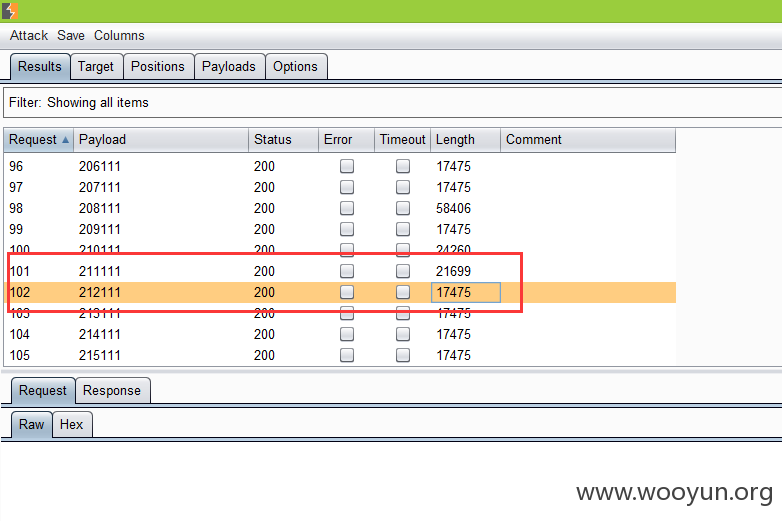 Attack Save Columns
Results Target Positions Payloads Options
Filter: Showing all items
Request Payload Status Error Timeout Length Comment
96 206111 200 17475
97 207111 200 17475
98 208111 200 58406
99 209111 200 17475
100 210111 200 24260
101 211111 200 21699
102 212111 200 17475
103 213111 200 17475
104 214111 200 17475
105 215111 200 17475
Request Response
Raw Hex
www.wooyun.org